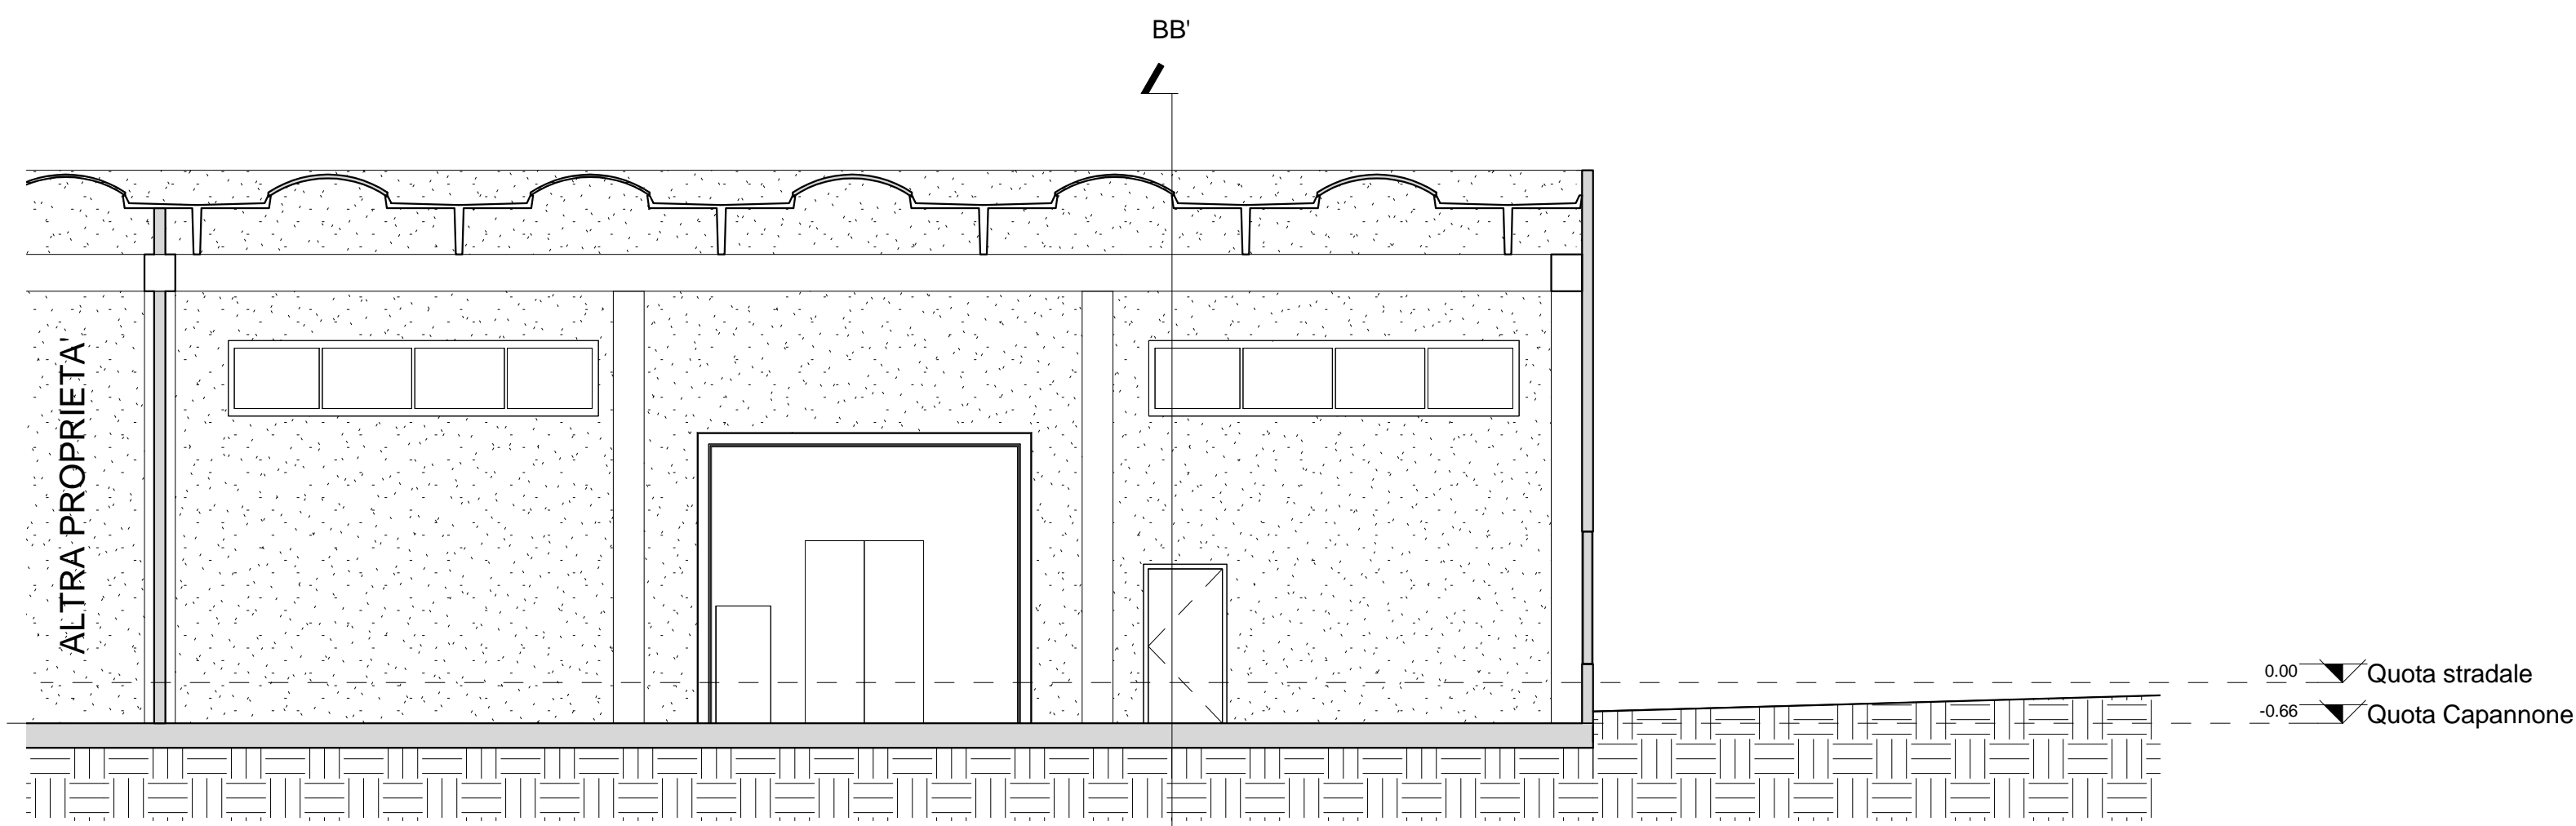 BB'
ALTRA PROPRIETA'
0.00 Quota stradale
-0.66 Quota Capannone